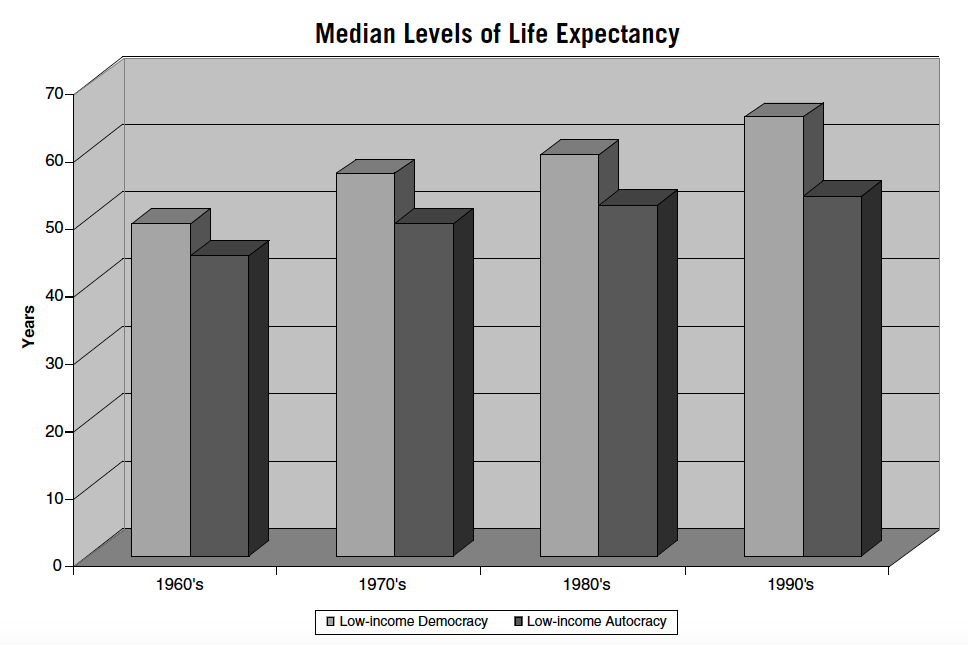 Median Levels of Life Expectancy
70
60
50
40
30
20
10
0
Years
1960's 1970's 1980's 1990's
Low-income Democracy Low-income Autocracy